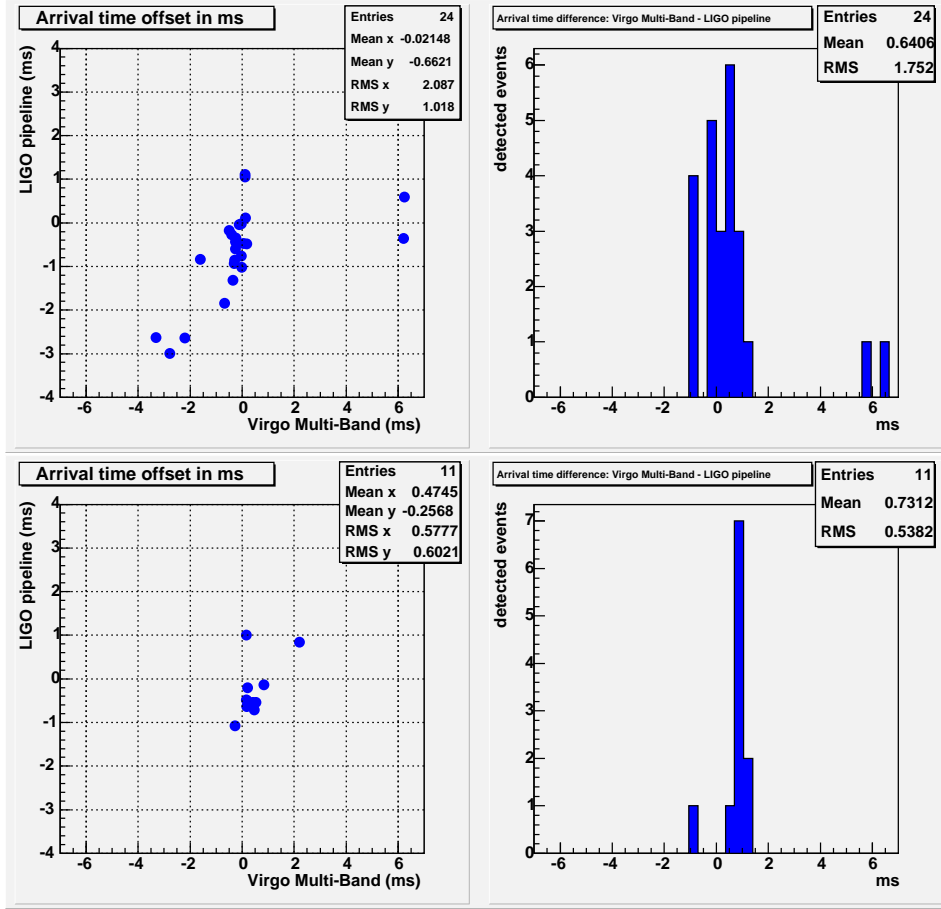 Arrival time offset in ms
Entries 24
Mean x -0.02148
Mean y -0.6621
RMS x 2.087
RMS y 1.018
LIGO pipeline (ms)
4
3
2
1
0
-1
-2
-3
-4
-6 -4 -2 0 2 4 6
Virgo Multi-Band (ms)
Arrival time difference: Virgo Multi-Band - LIGO pipeline
Entries 24
Mean 0.6406
RMS 1.752
detected events
6
5
4
3
2
1
0
-6 -4 -2 0 2 4 6
ms
Arrival time offset in ms
Entries 11
Mean x 0.4745
Mean y -0.2568
RMS x 0.5777
RMS y 0.6021
LIGO pipeline (ms)
4
3
2
1
0
-1
-2
-3
-4
-6 -4 -2 0 2 4 6
Virgo Multi-Band (ms)
Arrival time difference: Virgo Multi-Band - LIGO pipeline
Entries 11
Mean 0.7312
RMS 0.5382
detected events
7
6
5
4
3
2
1
0
-6 -4 -2 0 2 4 6
ms